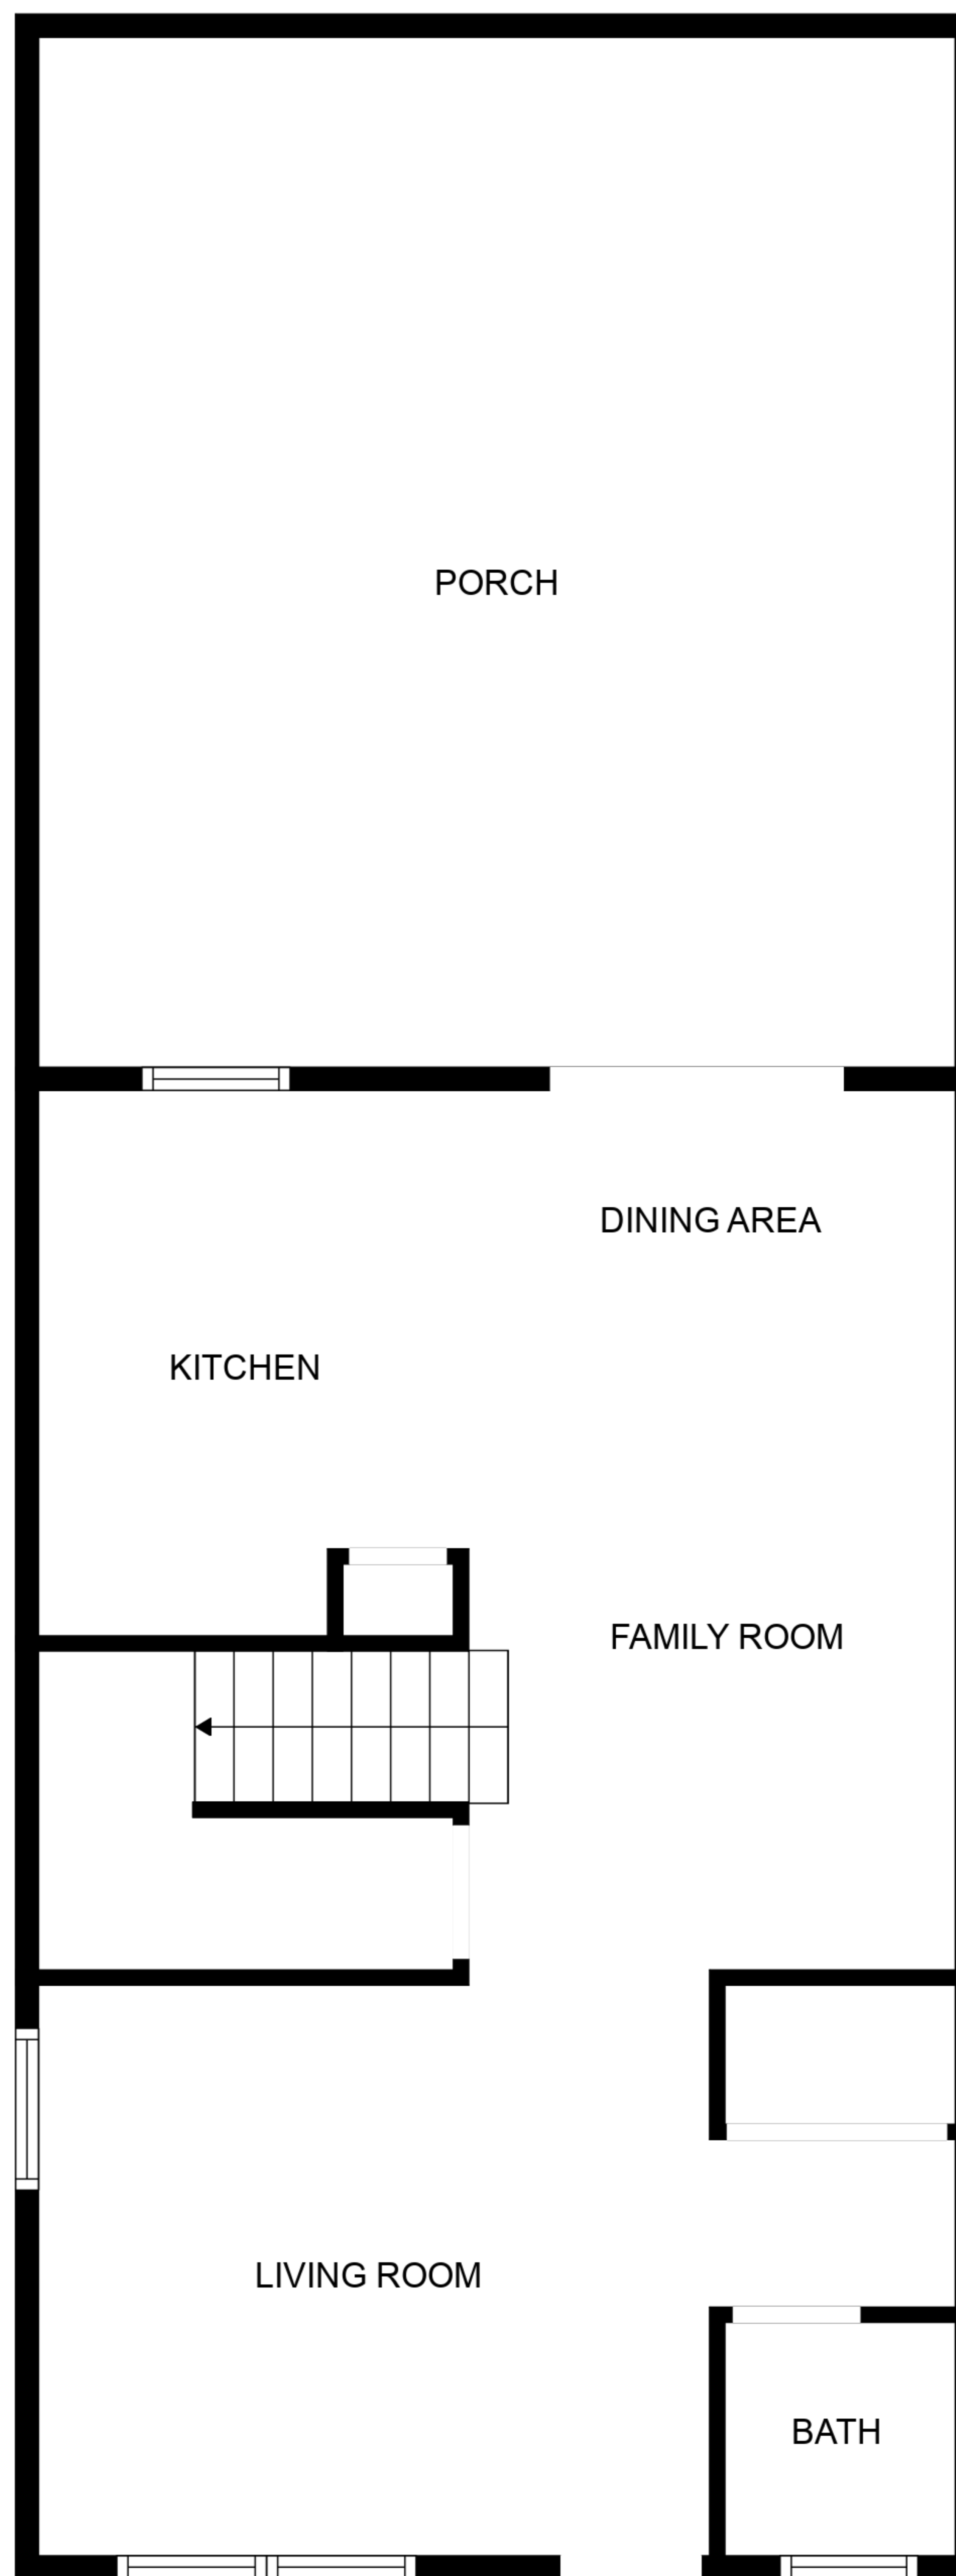 PORCH
DINING AREA
KITCHEN
FAMILY ROOM
LIVING ROOM
BATH